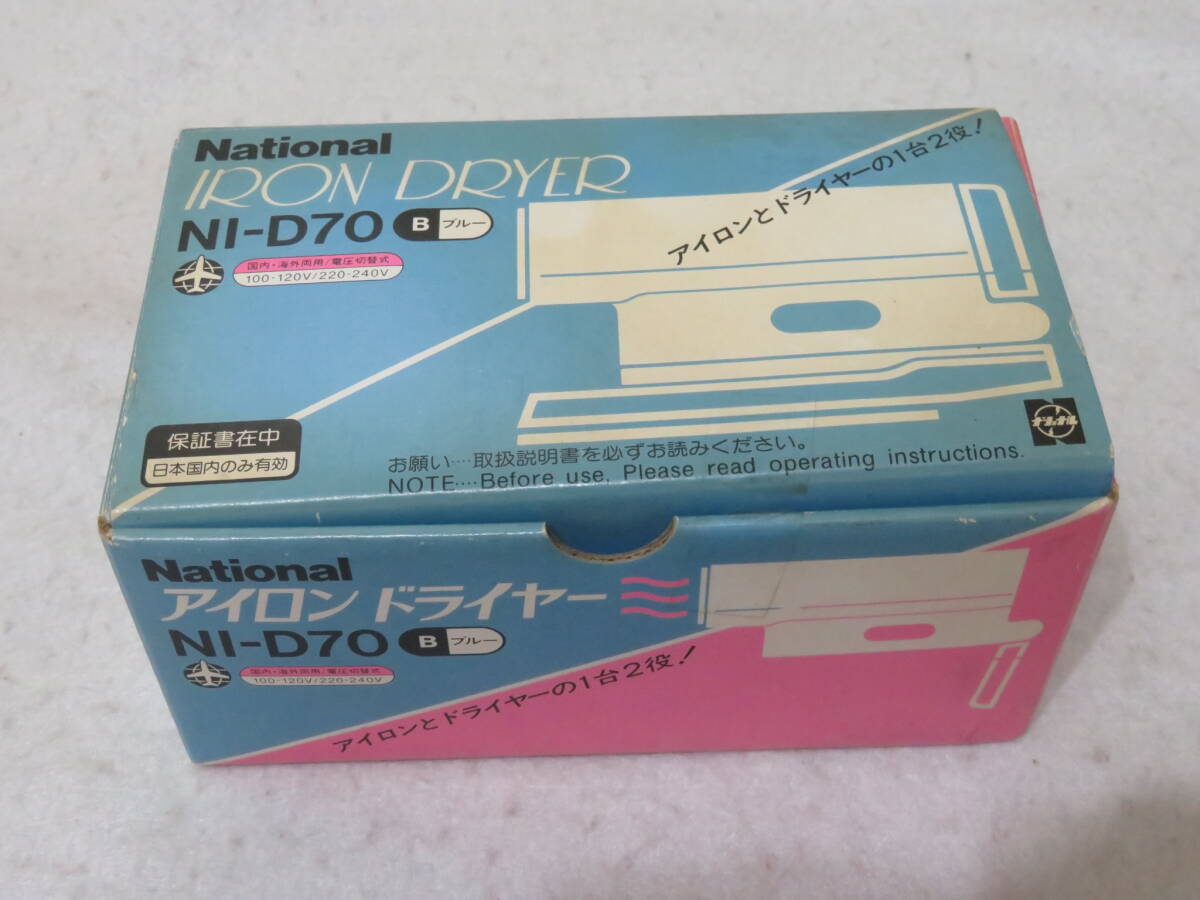 National
IRON DRYER
NI-D70 B ブルー
国内・海外両用/電圧切替式
100-120V/220-240V
アイロンとドライヤーの1台2役!
保証書在中
日本国内のみ有効
お願い‥‥取扱説明書を必ずお読みください。
NOTE‥‥Before use, Please read operating instructions.
ナショナル
National
アイロンドライヤー
NI-D70 B ブルー
国内・海外両用/電圧切替式
100-120V/220-240V
アイロンとドライヤーの1台2役!